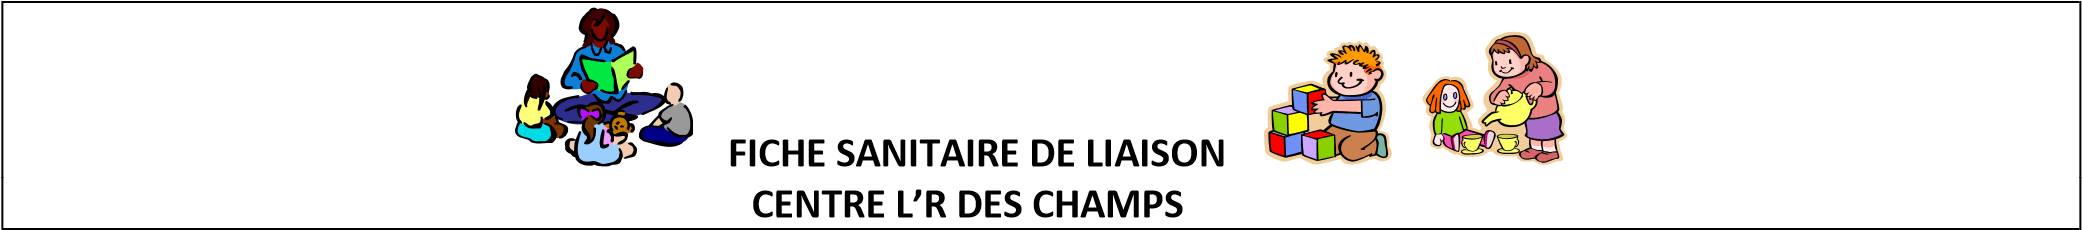 FICHE SANITAIRE DE LIAISON
CENTRE L’R DES CHAMPS